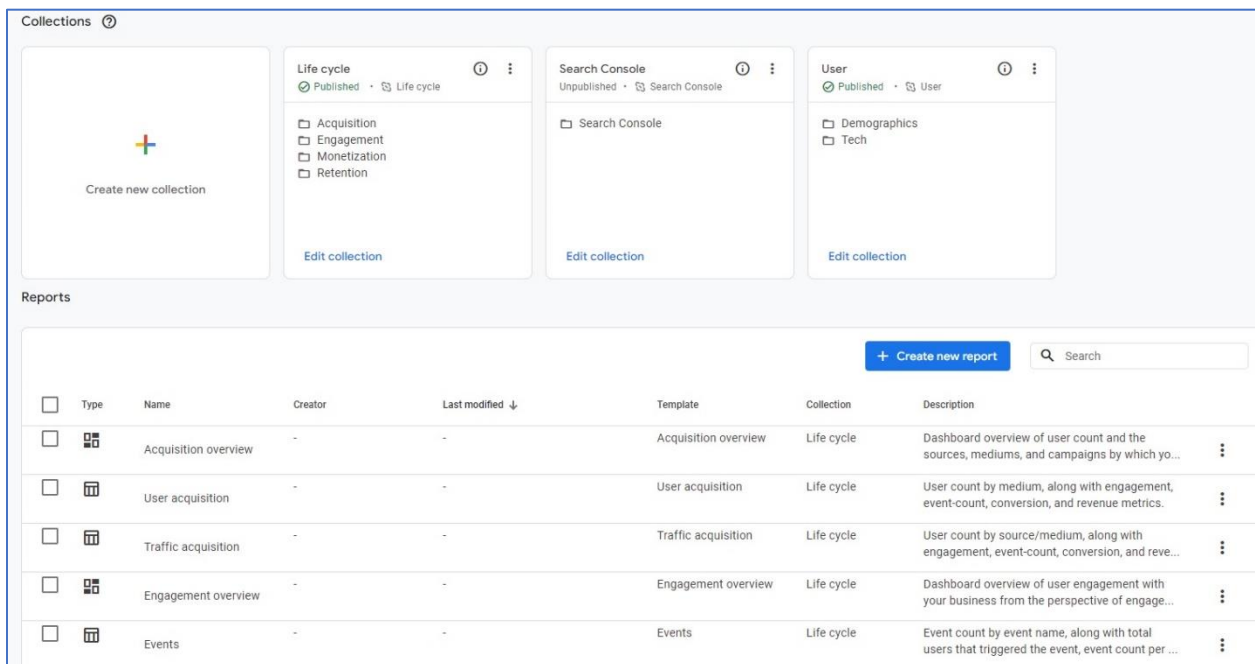 Collections
Life cycle
Published • Life cycle
Acquisition
Engagement
Monetization
Retention
Edit collection
Search Console
Unpublished • Search Console
Search Console
Edit collection
User
Published • User
Demographics
Tech
Edit collection
Create new collection
Reports
+ Create new report
Search
Type Name Creator Last modified ↓ Template Collection Description
Acquisition overview - - Acquisition overview Life cycle Dashboard overview of user count and the
sources, mediums, and campaigns by which yo...
User acquisition - - User acquisition Life cycle User count by medium, along with engagement,
event-count, conversion, and revenue metrics.
Traffic acquisition - - Traffic acquisition Life cycle User count by source/medium, along with
engagement, event-count, conversion, and reve...
Engagement overview - - Engagement overview Life cycle Dashboard overview of user engagement with
your business from the perspective of engage...
Events - - Events Life cycle Event count by event name, along with total
users that triggered the event, event count per ...